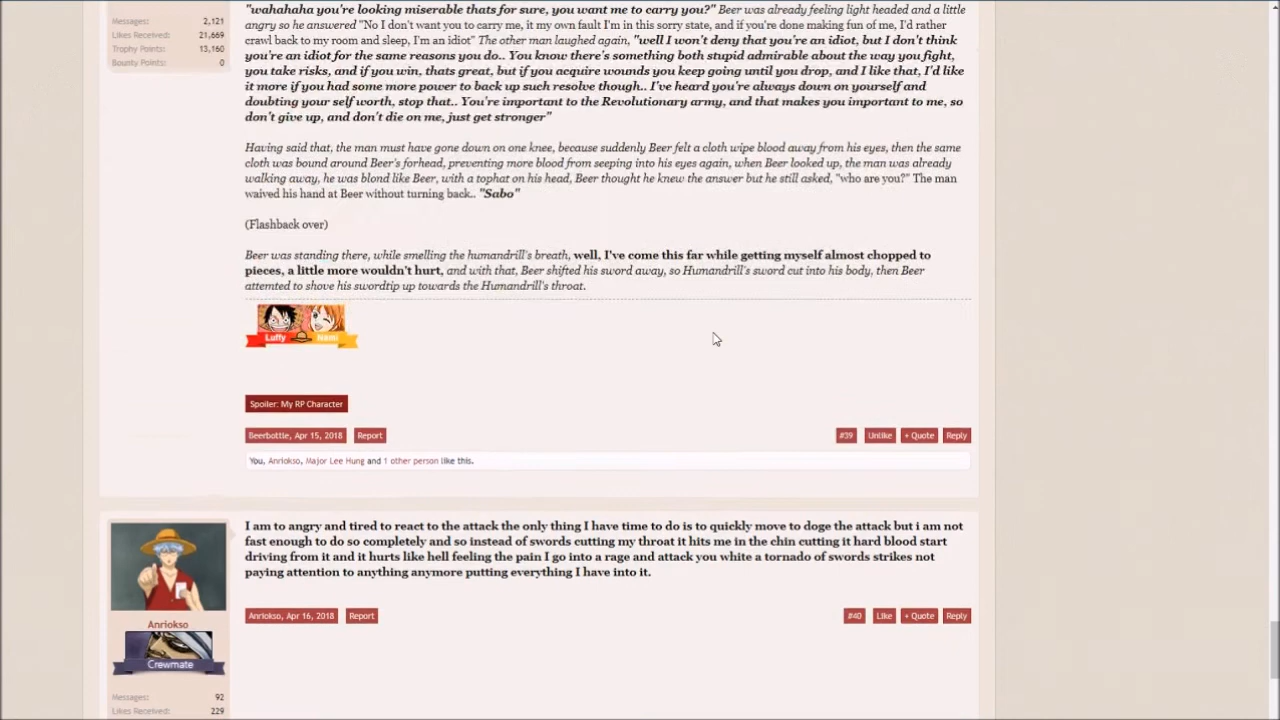 "wahahaha you're looking miserable thats for sure, you want me to carry you?" Beer was already feeling light headed and a little
Messages: 2,121
angry so he answered "No I don't want you to carry me, it my own fault I'm in this sorry state, and if you're done making fun of me, I'd rather
Likes Received: 21,669
crawl back to my room and sleep, I'm an idiot" The other man laughed again, "well I won't deny that you're an idiot, but I don't think
Trophy Points: 13,160
you're an idiot for the same reasons you do.. You know there's something both stupid admirable about the way you fight,
Bounty Points: 0
you take risks, and if you win, thats great, but if you acquire wounds you keep going until you drop, and I like that, I'd like
it more if you had some more power to back up such resolve though.. I've heard you're always down on yourself and
doubting your self worth, stop that.. You're important to the Revolutionary army, and that makes you important to me, so
don't give up, and don't die on me, just get stronger"
Having said that, the man must have gone down on one knee, because suddenly Beer felt a cloth wipe blood away from his eyes, then the same
cloth was bound around Beer's forhead, preventing more blood from seeping into his eyes again, when Beer looked up, the man was already
walking away, he was blond like Beer, with a tophat on his head, Beer thought he knew the answer but he still asked, "who are you?" The man
waived his hand at Beer without turning back.. "Sabo"
(Flashback over)
Beer was standing there, while smelling the humandrill's breath, well, I've come this far while getting myself almost chopped to
pieces, a little more wouldn't hurt, and with that, Beer shifted his sword away, so Humandrill's sword cut into his body, then Beer
attemted to shove his swordtip up towards the Humandrill's throat.
Luffy Nami
Spoiler: My RP Character
Beerbottle, Apr 15, 2018 Report #39 Unlike + Quote Reply
You, Anriokso, Major Lee Hung and 1 other person like this.
I am to angry and tired to react to the attack the only thing I have time to do is to quickly move to doge the attack but i am not
fast enough to do so completely and so instead of swords cutting my throat it hits me in the chin cutting it hard blood start
driving from it and it hurts like hell feeling the pain I go into a rage and attack you white a tornado of swords strikes not
paying attention to anything anymore putting everything I have into it.
Anriokso, Apr 16, 2018 Report #40 Like + Quote Reply
Anriokso
Crewmate
Messages: 92
Likes Received: 229